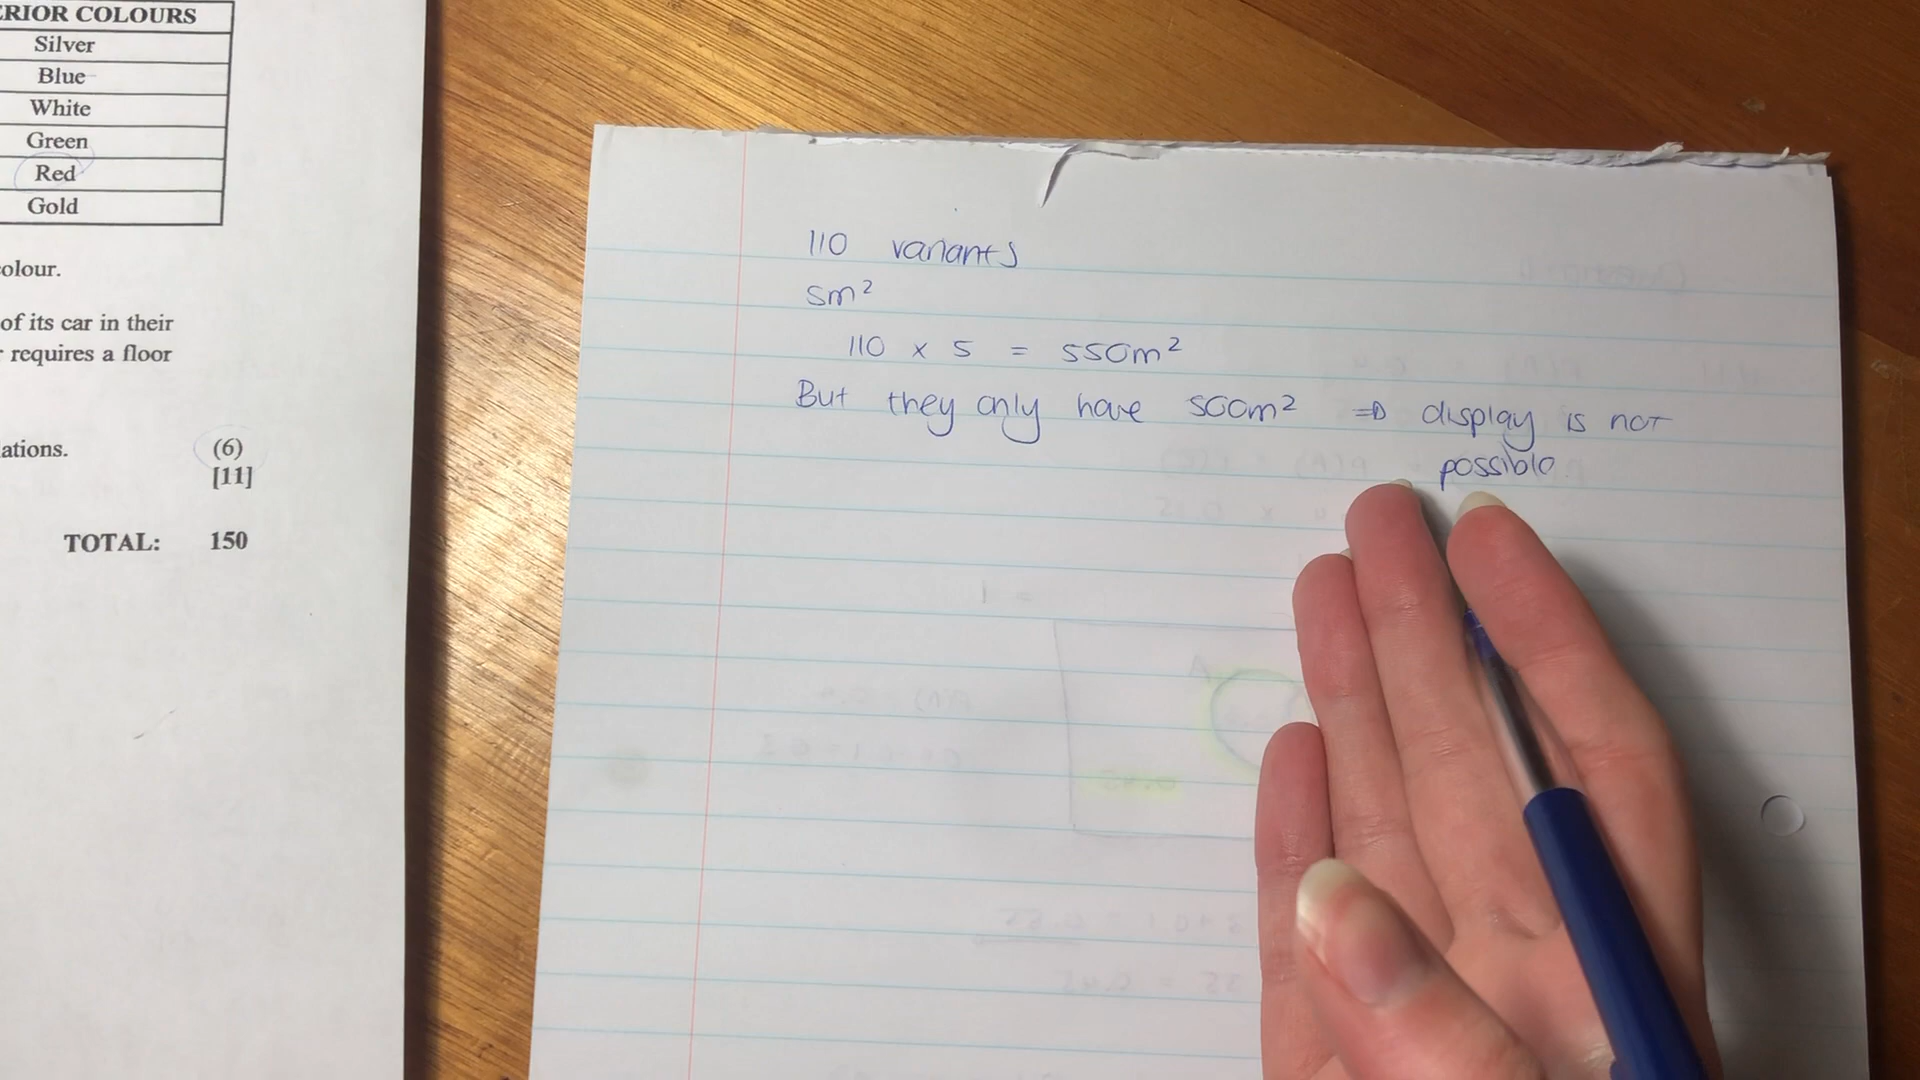 ERIOR COLOURS
Silver
Blue
White
Green
Red
Gold
olour.
of its car in their
requires a floor
ations. (6)
[11]
TOTAL: 150
110 variants
5m²
110 x 5 = 550m²
But they only have 500m² ⇒ display is not
possible